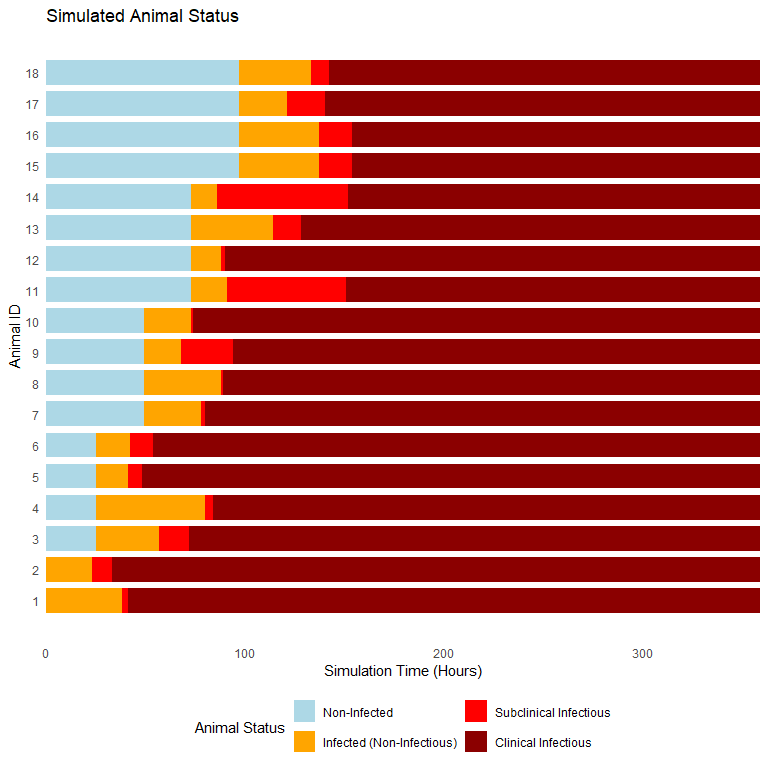 Simulated Animal Status
18
17
16
15
14
13
12
11
10
9
8
7
6
5
4
3
2
1
Animal ID
0 100 200 300
Simulation Time (Hours)
Animal Status
Non-Infected
Subclinical Infectious
Infected (Non-Infectious)
Clinical Infectious